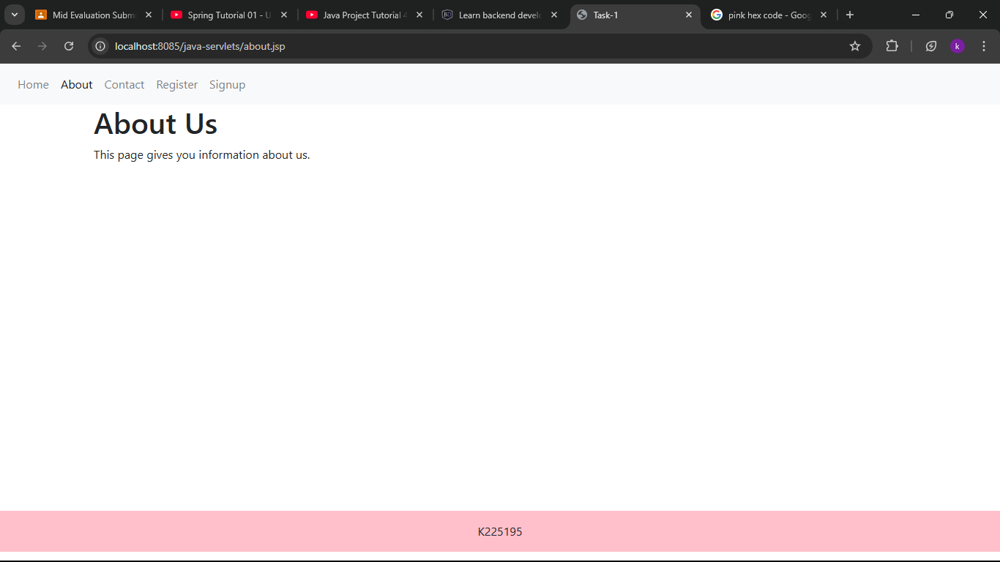 Mid Evaluation Subm
Spring Tutorial 01 - U
Java Project Tutorial 4
Learn backend develo
Task-1
pink hex code - Goog
localhost:8085/java-servlets/about.jsp
k
Home About Contact Register Signup
About Us
This page gives you information about us.
K225195